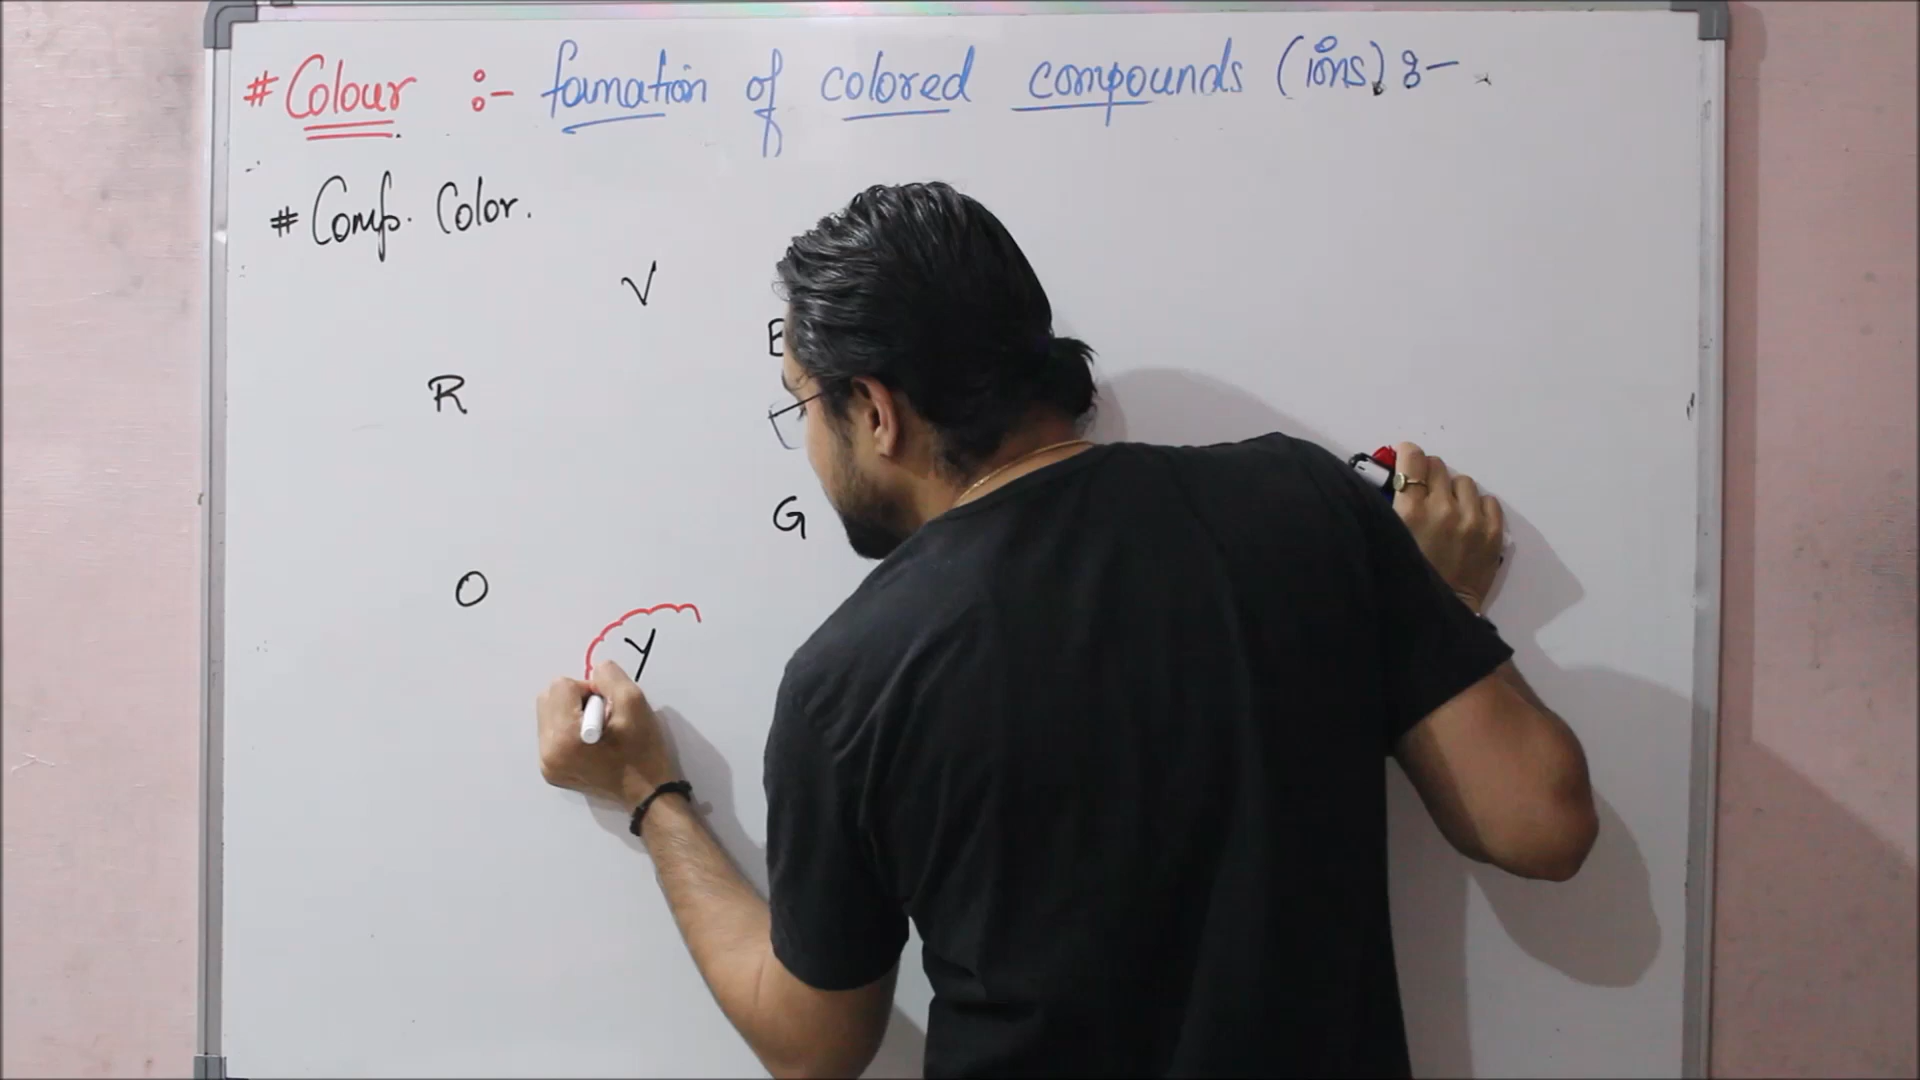 # Colour :- formation of colored compounds (ions) :-
# Comp. Color.
V
B
R
G
O
Y